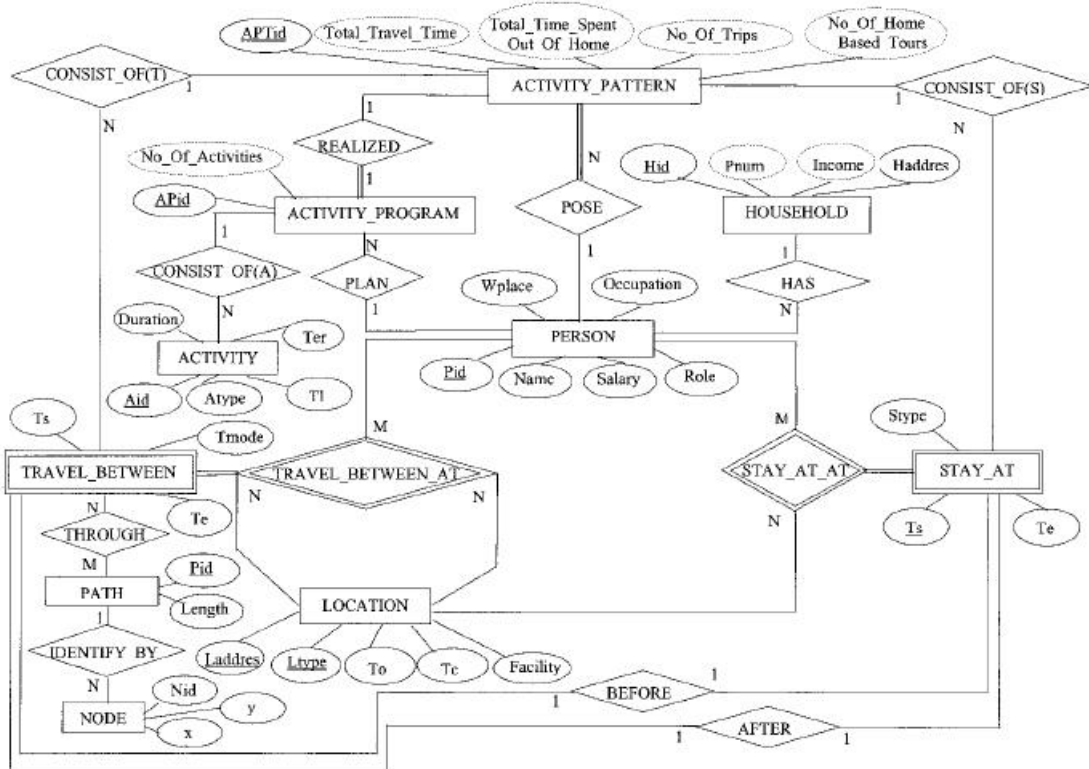 APTid
Total_Travel_Time
Total_Time_Spent
Out Of Home
No_Of_Trips
No_Of_Home
Based Tours
CONSIST_OF(T)
1
ACTIVITY_PATTERN
1
CONSIST_OF(S)
N
1
N
N
REALIZED
No_Of_Activities
1
Hid
Pnum
Income
Haddres
APid
ACTIVITY_PROGRAM
POSE
HOUSEHOLD
1
N
1
1
CONSIST OF(A)
PLAN
HAS
N
1
Wplace
Occupation
N
Duration
Ter
PERSON
ACTIVITY
Pid
Name
Salary
Role
Aid
Atype
Tl
Ts
Tmode
M
M
Stype
TRAVEL_BETWEEN
TRAVEL_BETWEEN_AT
STAY_AT_AT
STAY_AT
N
N
N
Te
N
THROUGH
Ts
Te
M
Pid
PATH
Length
LOCATION
1
IDENTIFY BY
Laddres
Ltype
To
Tc
Facility
N
Nid
NODE
y
x
1
BEFORE
1
1
AFTER
1